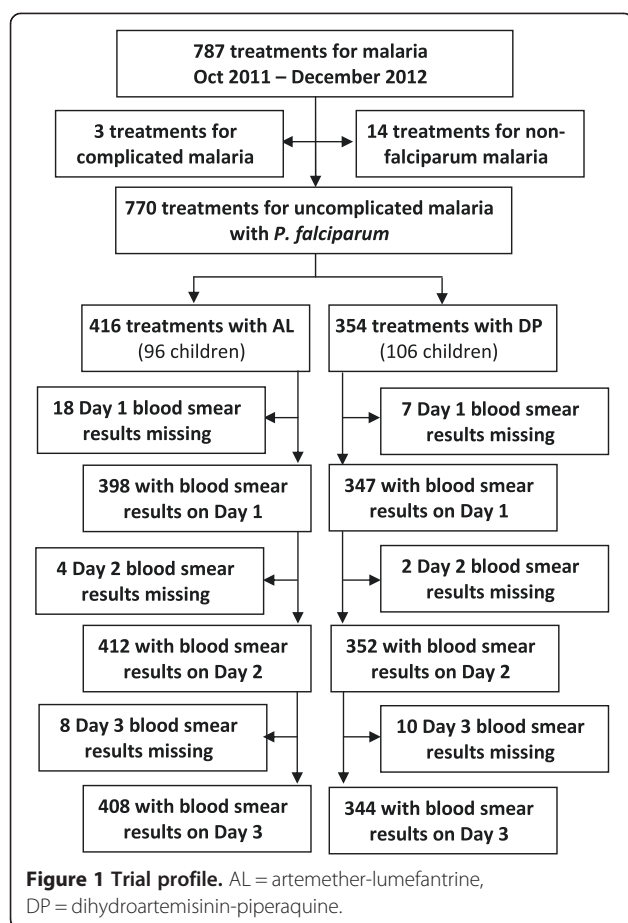 787 treatments for malaria
Oct 2011 – December 2012
3 treatments for
complicated malaria
14 treatments for non-
falciparum malaria
770 treatments for uncomplicated malaria
with P. falciparum
416 treatments with AL
(96 children)
354 treatments with DP
(106 children)
18 Day 1 blood smear
results missing
7 Day 1 blood smear
results missing
398 with blood smear
results on Day 1
347 with blood smear
results on Day 1
4 Day 2 blood smear
results missing
2 Day 2 blood smear
results missing
412 with blood smear
results on Day 2
352 with blood smear
results on Day 2
8 Day 3 blood smear
results missing
10 Day 3 blood smear
results missing
408 with blood smear
results on Day 3
344 with blood smear
results on Day 3
Figure 1 Trial profile. AL = artemether-lumefantrine,
DP = dihydroartemisinin-piperaquine.